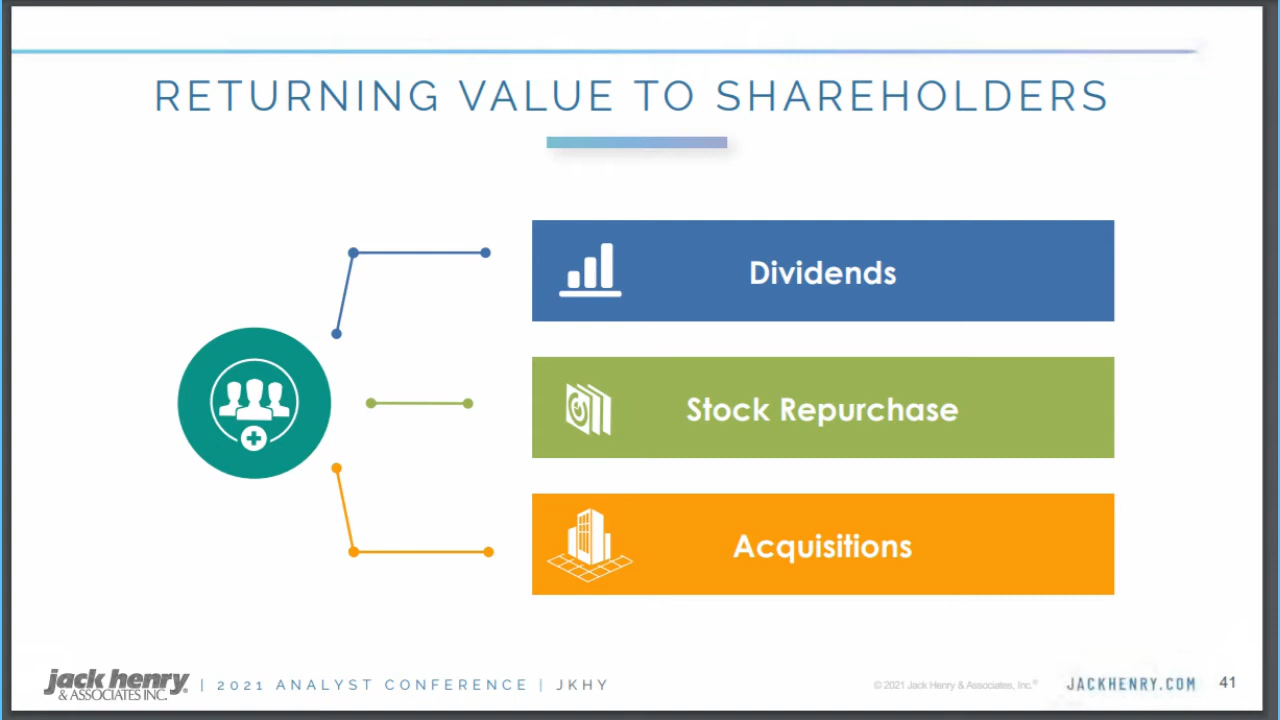 RETURNING VALUE TO SHAREHOLDERS
Dividends
Stock Repurchase
Acquisitions
jack henry
& ASSOCIATES INC.®
| 2021 ANALYST CONFERENCE | JKHY
© 2021 Jack Henry & Associates, Inc.®
JACKHENRY.COM
41